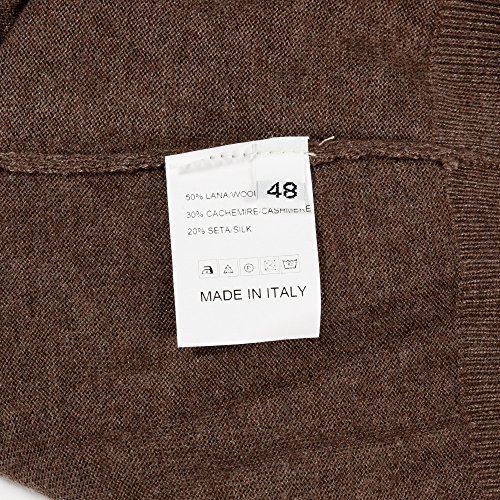 50% LANA/WOOL 48
30% CACHEMIRE/CASHMERE
20% SETA/SILK
MADE IN ITALY